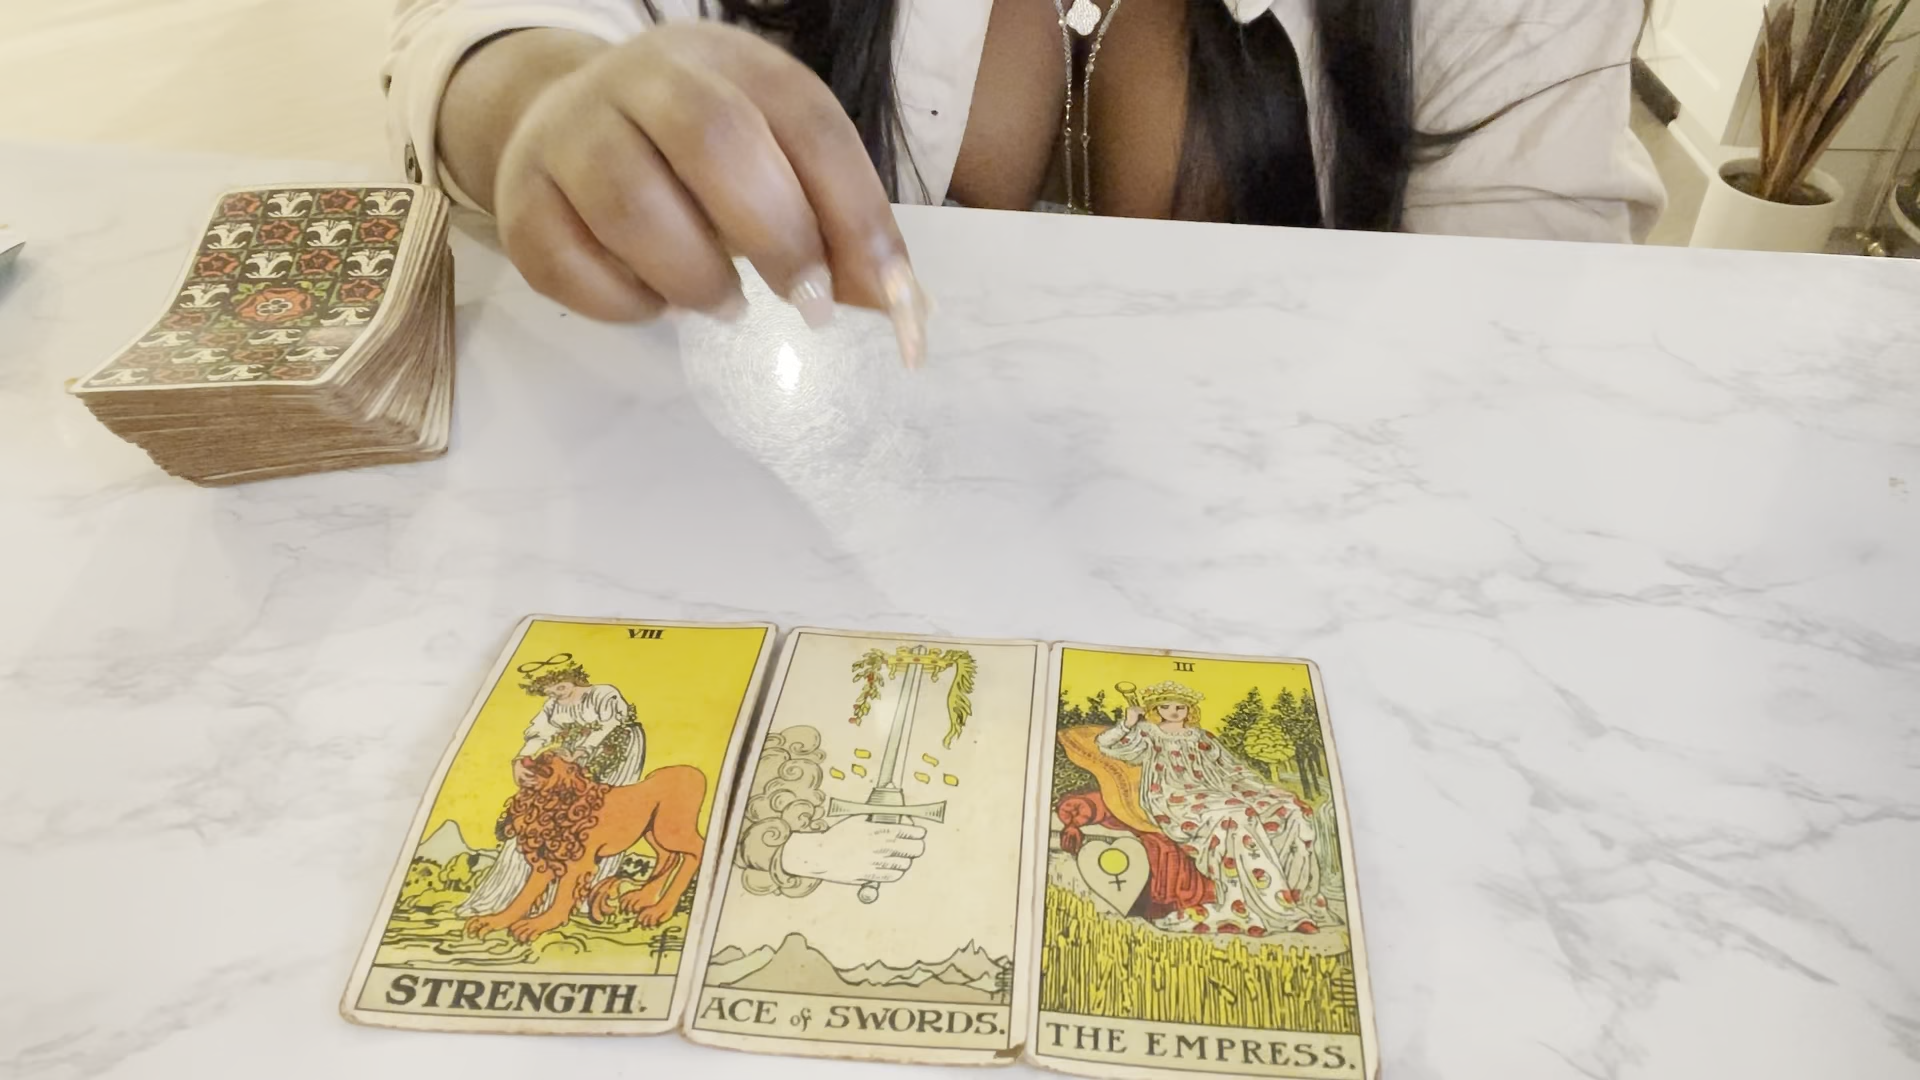 VIII
STRENGTH.
ACE of SWORDS.
III
THE EMPRESS.